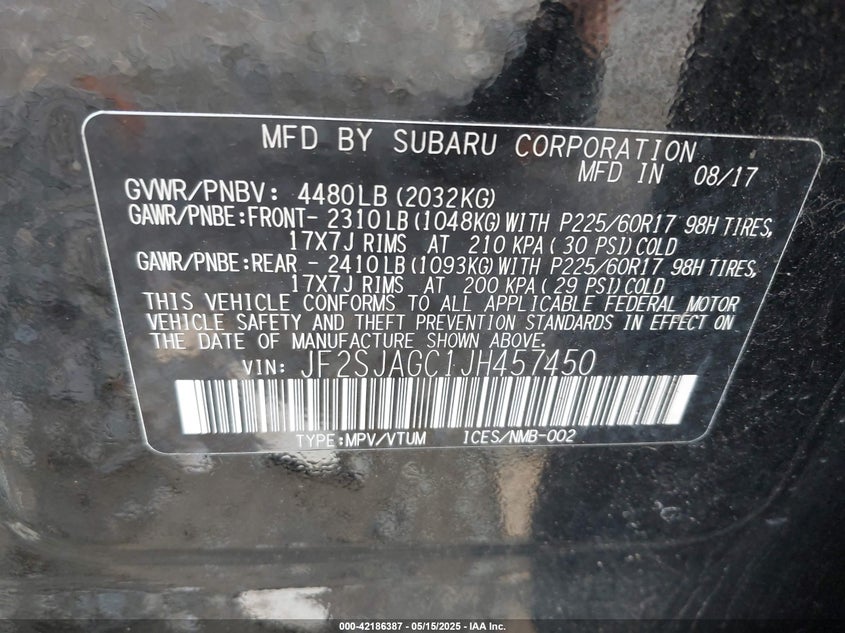 MFD BY SUBARU CORPORATION
MFD IN 08/17
GVWR/PNBV: 4480LB (2032KG)
GAWR/PNBE:FRONT- 2310LB (1048KG) WITH P225/60R17 98H TIRES,
17X7J RIMS AT 210 KPA ( 30 PSI) COLD
GAWR/PNBE:REAR - 2410LB (1093KG) WITH P225/60R17 98H TIRES,
17X7J RIMS AT 200 KPA ( 29 PSI) COLD
THIS VEHICLE CONFORMS TO ALL APPLICABLE FEDERAL MOTOR
VEHICLE SAFETY AND THEFT PREVENTION STANDARDS IN EFFECT ON
THE DATE OF MANUFACTURE SHOWN ABOVE.
VIN: JF2SJAGC1JH457450
TYPE:MPV/VTUM ICES/NMB-002
000-42186387 - 05/15/2025 - IAA Inc.